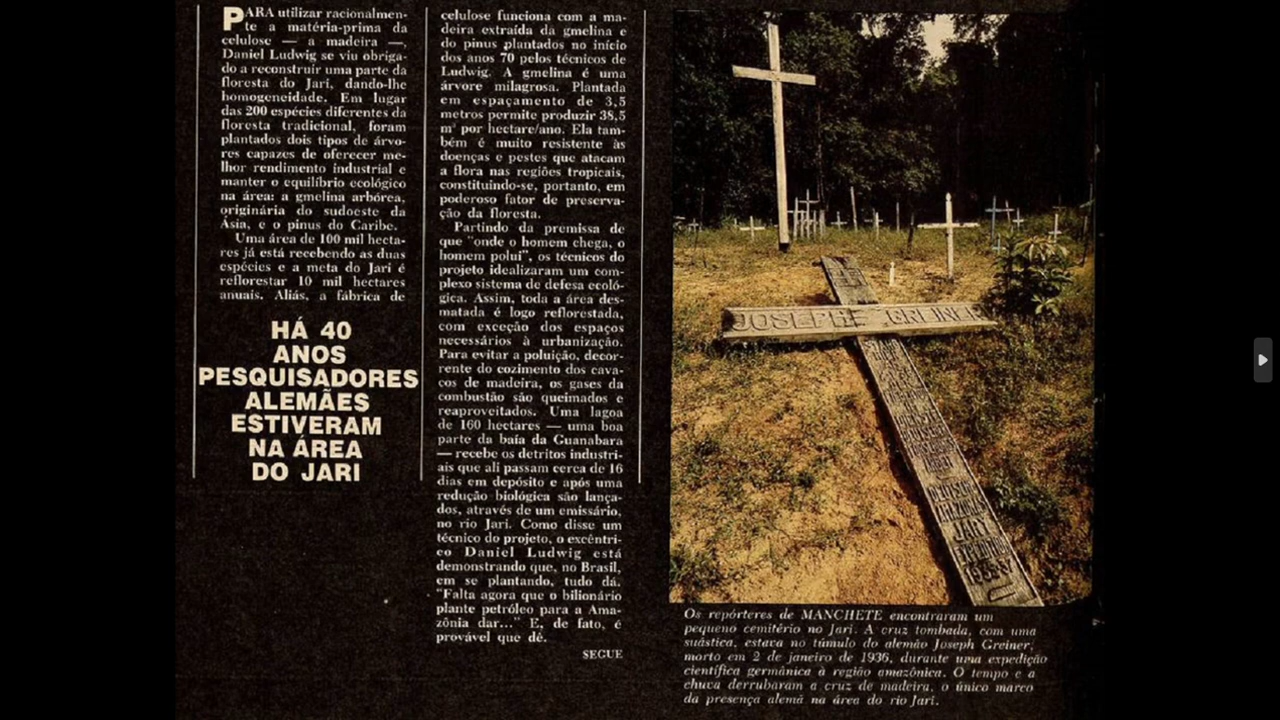 PARA utilizar racionalmen-
te a matéria-prima da
celulose — a madeira —,
Daniel Ludwig se viu obriga-
do a reconstruir uma parte da
floresta do Jari, dando-lhe
homogeneidade. Em lugar
das 200 espécies diferentes da
floresta tradicional, foram
plantados dois tipos de árvo-
res capazes de oferecer me-
lhor rendimento industrial e
manter o equilíbrio ecológico
na área: a gmelina arbórea,
originária do sudoeste da
Ásia, e o pinus do Caribe.
Uma área de 100 mil hecta-
res já está recebendo as duas
espécies e a meta do Jari é
reflorestar 10 mil hectares
anuais. Aliás, a fábrica de
HÁ 40
ANOS
PESQUISADORES
ALEMÃES
ESTIVERAM
NA ÁREA
DO JARI
celulose funciona com a ma-
deira extraída da gmelina e
do pinus plantados no início
dos anos 70 pelos técnicos de
Ludwig. A gmelina é uma
árvore milagrosa. Plantada
em espaçamento de 3,5
metros permite produzir 38,5
m³ por hectare/ano. Ela tam-
bém é muito resistente às
doenças e pestes que atacam
a flora nas regiões tropicais,
constituindo-se, portanto, em
poderoso fator de preserva-
ção da floresta.
Partindo da premissa de
que "onde o homem chega, o
homem polui", os técnicos do
projeto idealizaram um com-
plexo sistema de defesa ecoló-
gica. Assim, toda a área des-
matada é logo reflorestada,
com exceção dos espaços
necessários à urbanização.
Para evitar a poluição, decor-
rente do cozimento dos cava-
cos de madeira, os gases da
combustão são queimados e
reaproveitados. Uma lagoa
de 160 hectares — uma boa
parte da baía da Guanabara
— recebe os detritos industri-
ais que ali passam cerca de 16
dias em depósito e após uma
redução biológica são lança-
dos, através de um emissário,
no rio Jari. Como disse um
técnico do projeto, o excêntri-
co Daniel Ludwig está
demonstrando que, no Brasil,
em se plantando, tudo dá.
"Falta agora que o bilionário
plante petróleo para a Ama-
zônia dar..." E, de fato, é
provável que dê.
SEGUE
JOSEPH GREINER
JARI
Os repórteres de MANCHETE encontraram um
pequeno cemitério no Jari. A cruz tombada, com uma
suástica, estava no túmulo do alemão Joseph Greiner,
morto em 2 de janeiro de 1936, durante uma expedição
científica germânica à região amazônica. O tempo e a
chuva derrubaram a cruz de madeira, o único marco
da presença alemã na área do rio Jari.